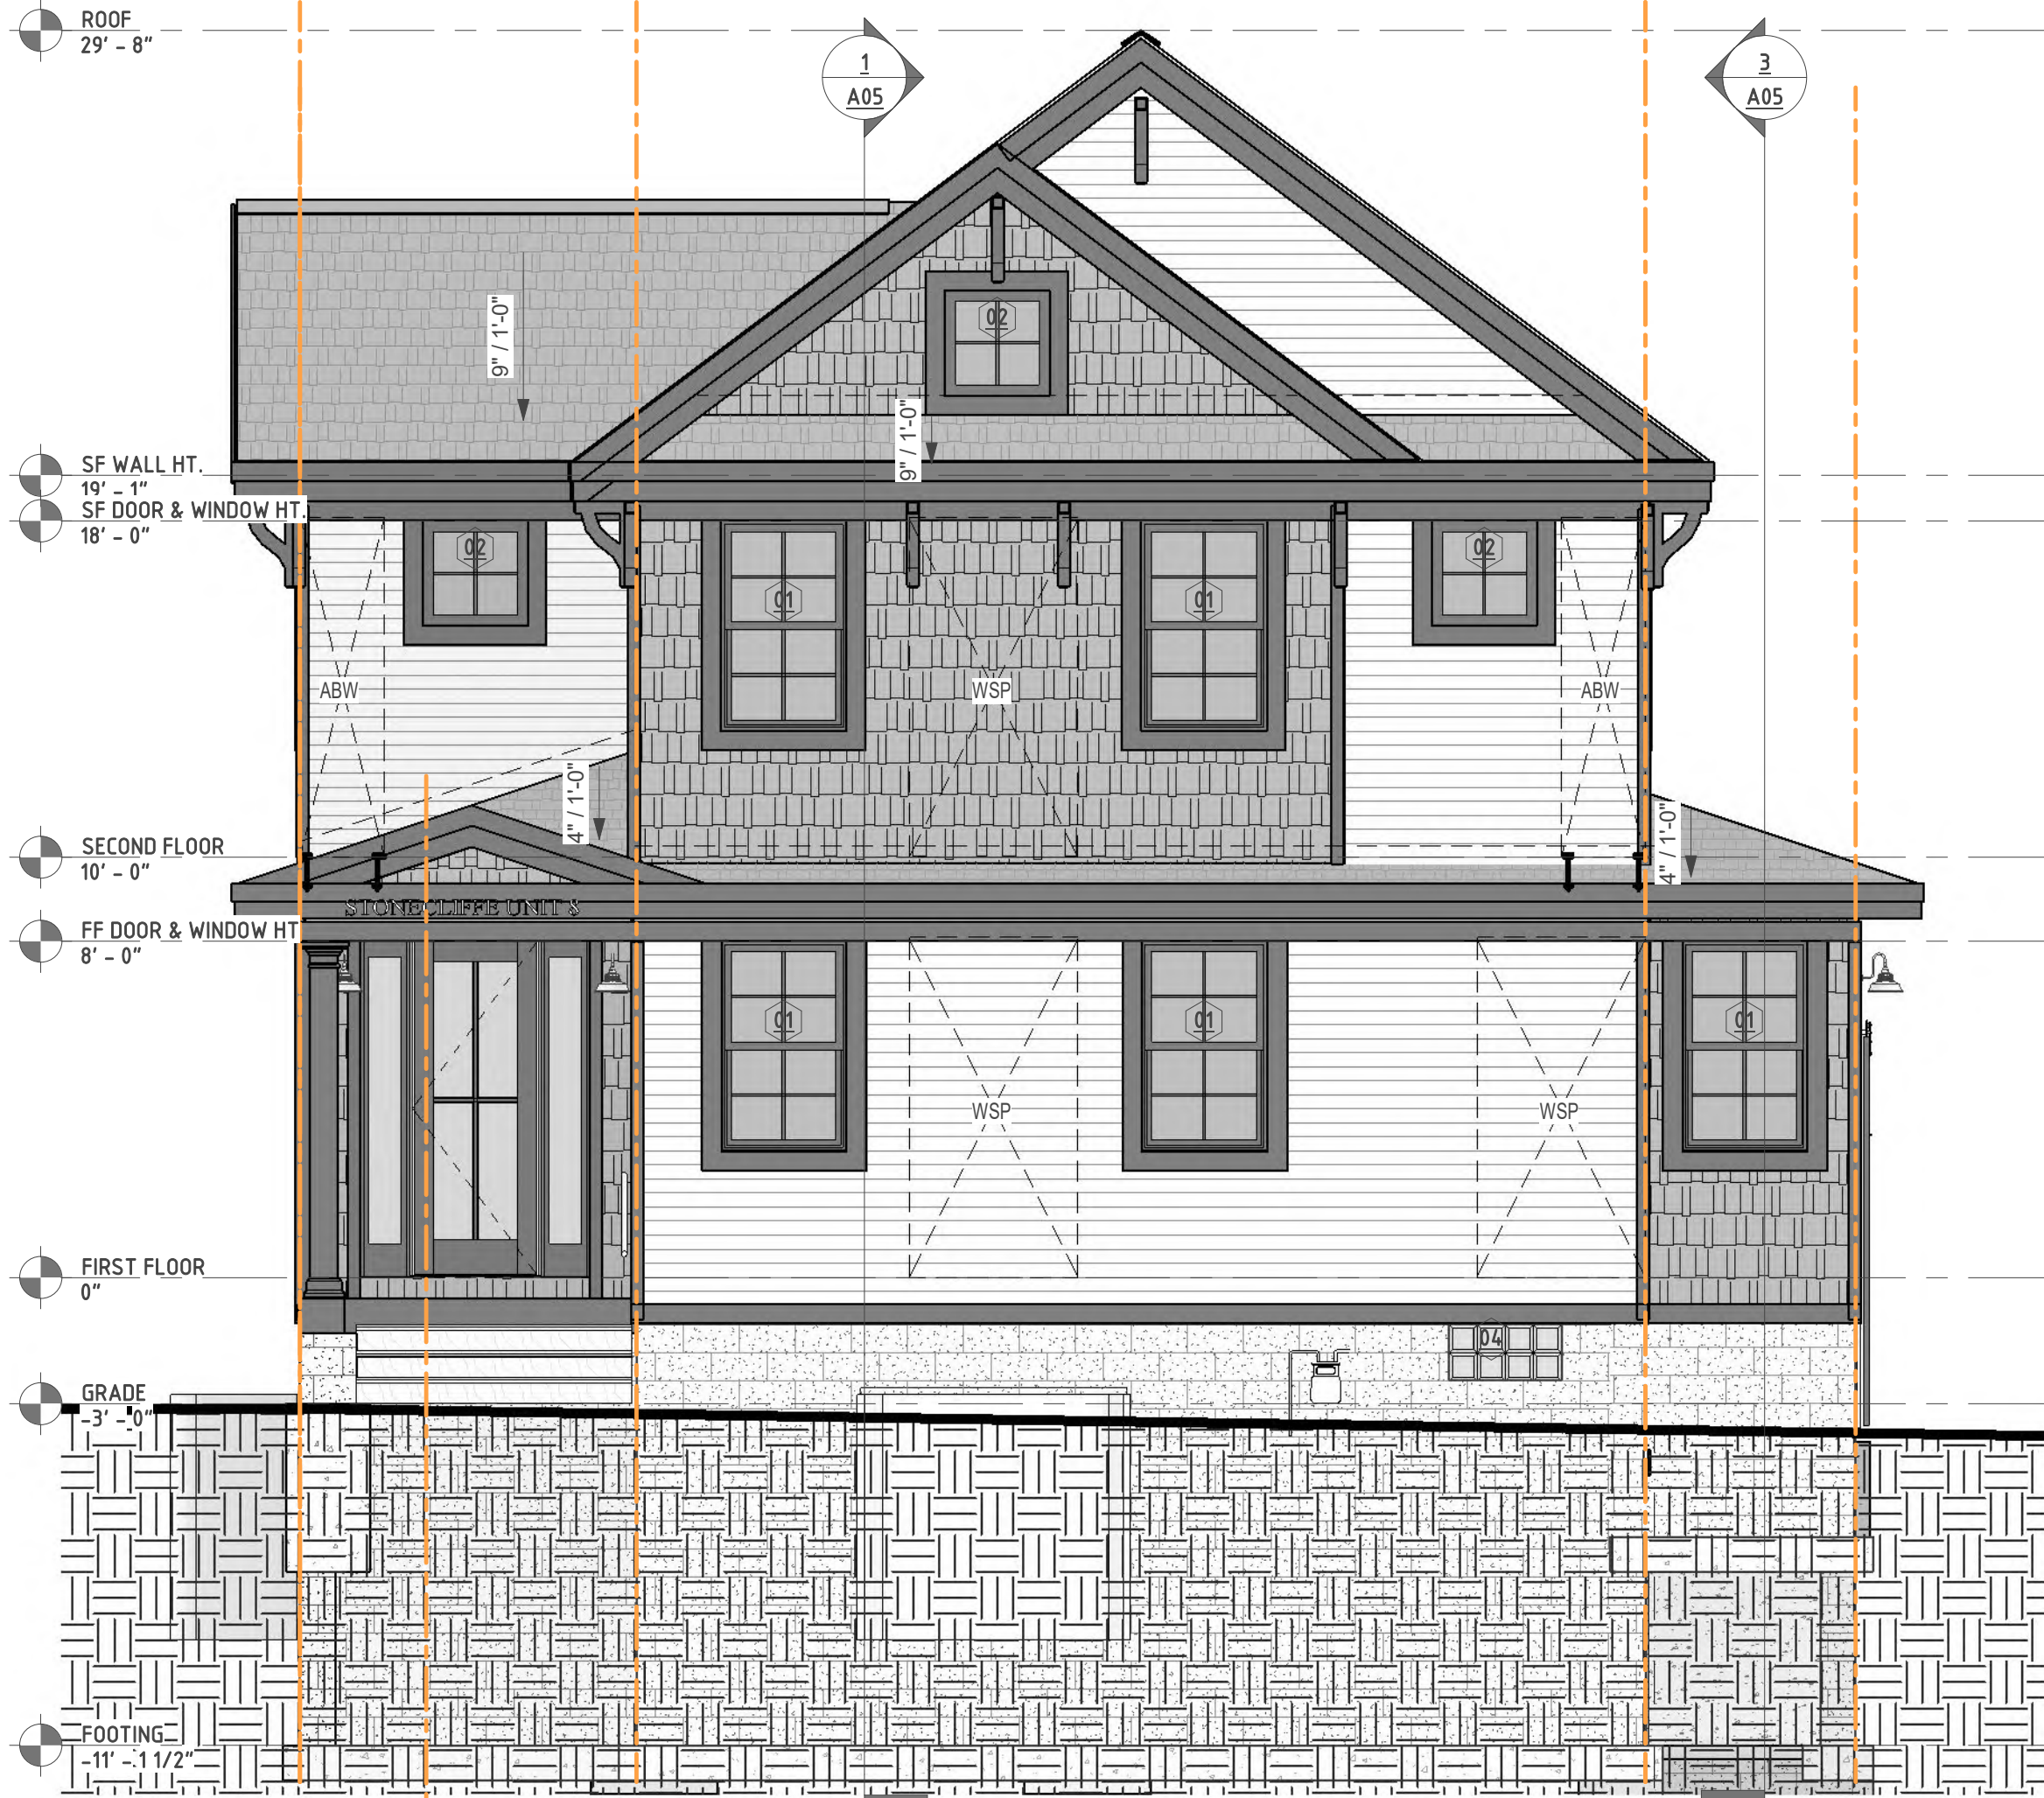 ROOF
29' - 8"
1
A05
3
A05
9" / 1'-0"
02
9" / 1'-0"
SF WALL HT.
19' - 1"
SF DOOR & WINDOW HT.
18' - 0"
02
02
01
01
ABW
WSP
ABW
4" / 1'-0"
4" / 1'-0"
SECOND FLOOR
10' - 0"
STONECLIFFE UNIT 8
FF DOOR & WINDOW HT
8' - 0"
01
01
01
WSP
WSP
FIRST FLOOR
0"
04
GRADE
-3' - 0"
FOOTING
-11' - 1 1/2"